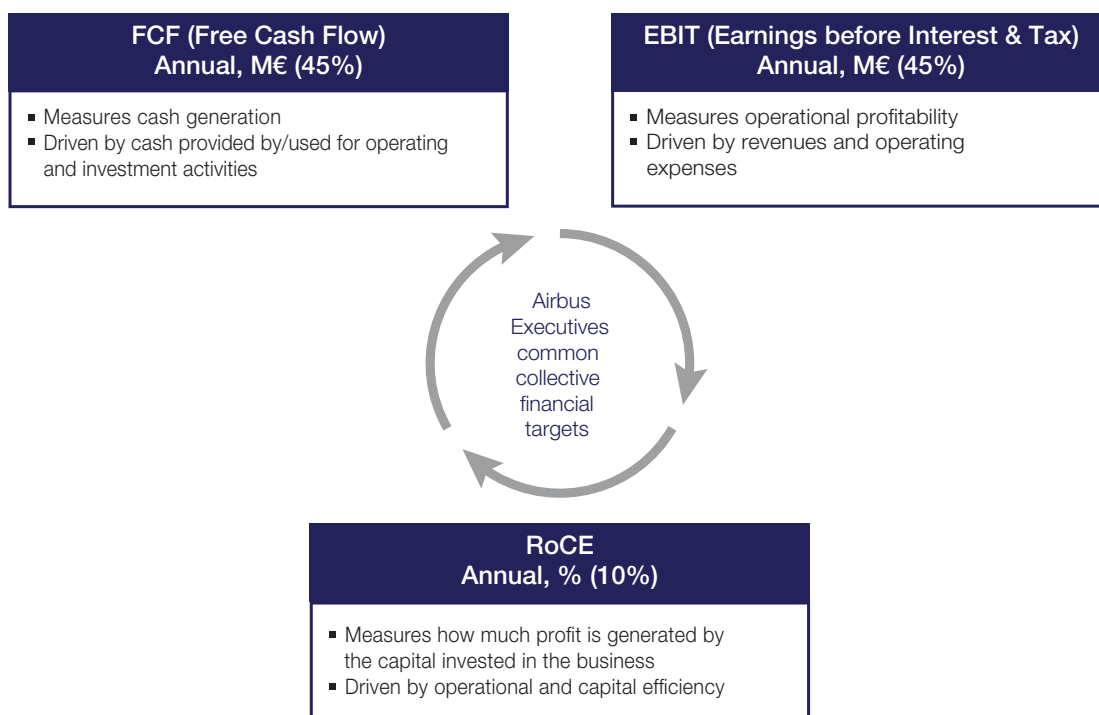 FCF (Free Cash Flow)
Annual, M€ (45%)
▪ Measures cash generation
▪ Driven by cash provided by/used for operating
and investment activities
EBIT (Earnings before Interest & Tax)
Annual, M€ (45%)
▪ Measures operational profitability
▪ Driven by revenues and operating
expenses
Airbus
Executives
common
collective
financial
targets
RoCE
Annual, % (10%)
▪ Measures how much profit is generated by
the capital invested in the business
▪ Driven by operational and capital efficiency